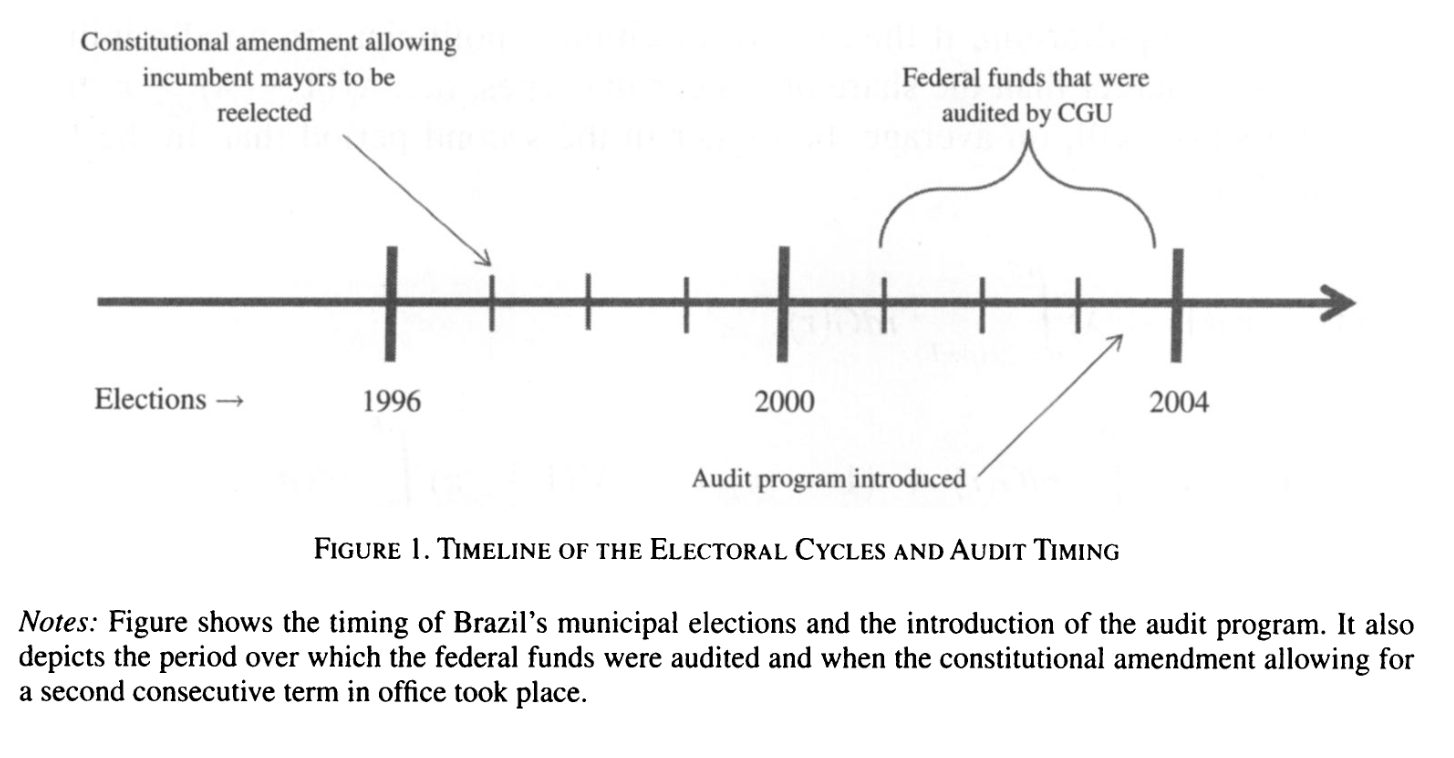 Constitutional amendment allowing
incumbent mayors to be
reelected
Federal funds that were
audited by CGU
Elections →
1996
2000
2004
Audit program introduced
FIGURE 1. TIMELINE OF THE ELECTORAL CYCLES AND AUDIT TIMING
Notes: Figure shows the timing of Brazil's municipal elections and the introduction of the audit program. It also
depicts the period over which the federal funds were audited and when the constitutional amendment allowing for
a second consecutive term in office took place.